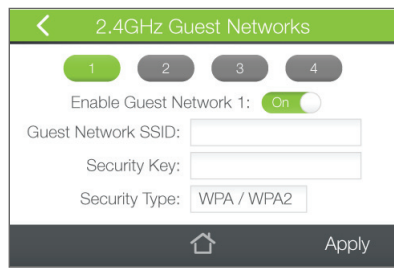 2.4GHz Guest Networks
1 2 3 4
Enable Guest Network 1: On
Guest Network SSID:
Security Key:
Security Type: WPA / WPA2
Apply